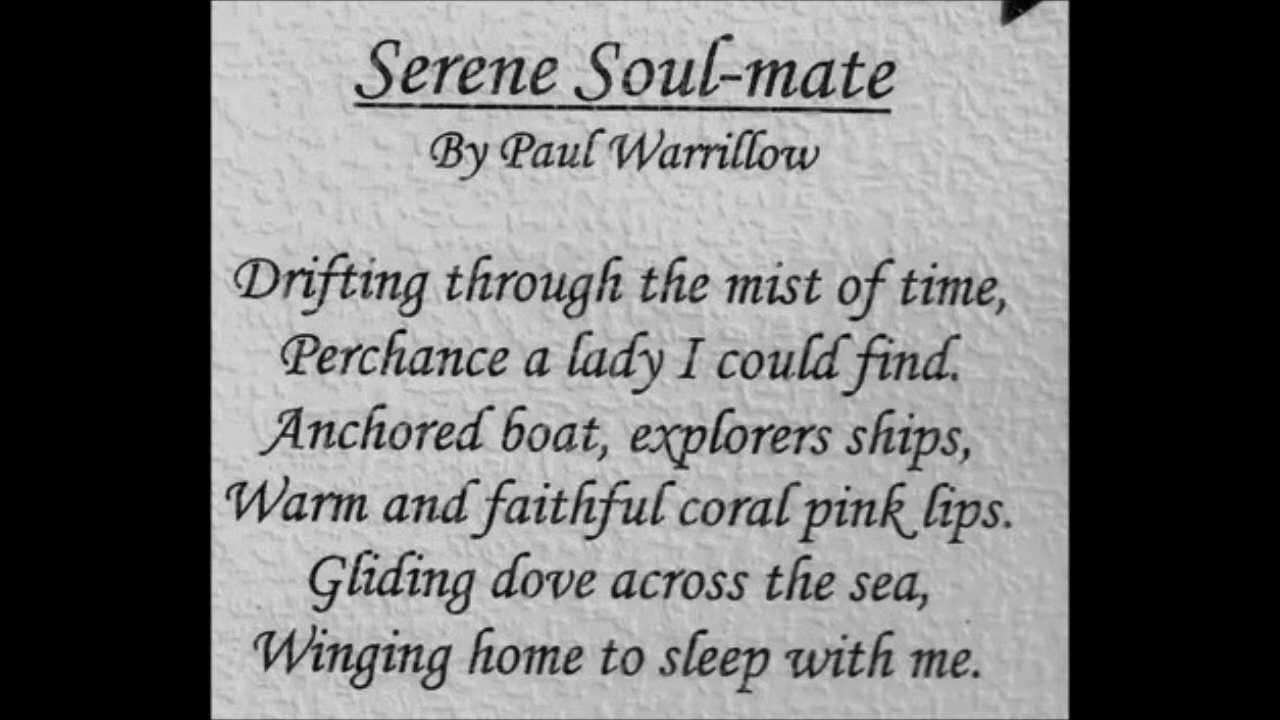 Serene Soul-mate
By Paul Warrillow
Drifting through the mist of time,
Perchance a lady I could find.
Anchored boat, explorers ships,
Warm and faithful coral pink lips.
Gliding dove across the sea,
Winging home to sleep with me.